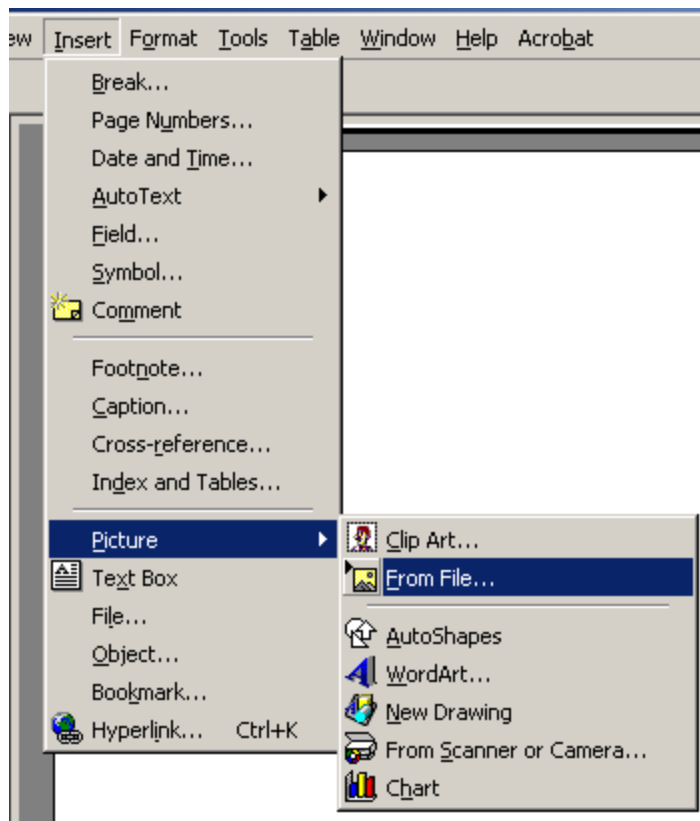 ew Insert Format Tools Table Window Help Acrobat
Break...
Page Numbers...
Date and Time...
AutoText
Field...
Symbol...
Comment
Footnote...
Caption...
Cross-reference...
Index and Tables...
Picture
Text Box
File...
Object...
Bookmark...
Hyperlink... Ctrl+K
Clip Art...
From File...
AutoShapes
WordArt...
New Drawing
From Scanner or Camera...
Chart